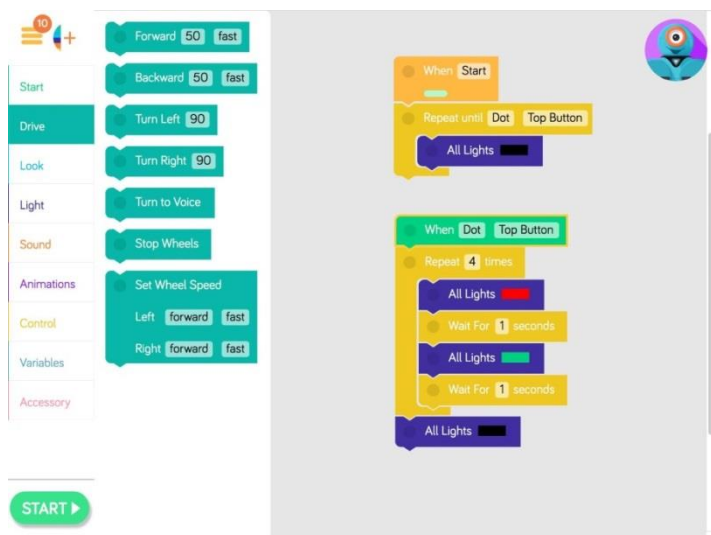 10
Start
Drive
Look
Light
Sound
Animations
Control
Variables
Accessory
START
Forward 50 fast
Backward 50 fast
Turn Left 90
Turn Right 90
Turn to Voice
Stop Wheels
Set Wheel Speed
Left forward fast
Right forward fast
When Start
Repeat until Dot Top Button
All Lights
When Dot Top Button
Repeat 4 times
All Lights
Wait For 1 seconds
All Lights
Wait For 1 seconds
All Lights